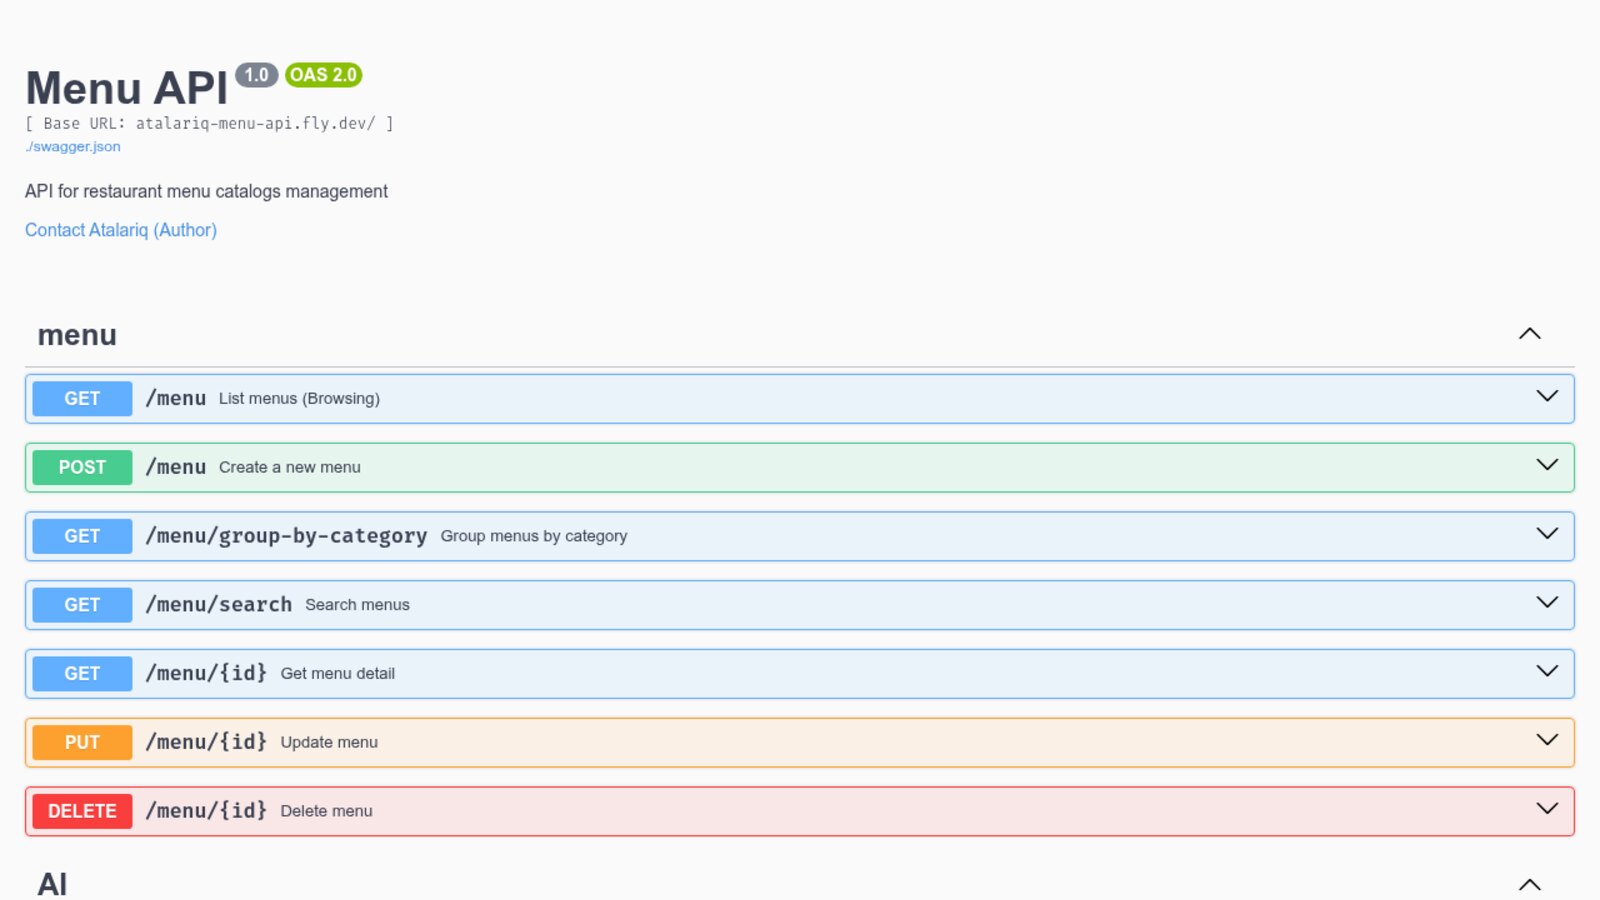 Menu API 1.0 OAS 2.0
[ Base URL: atalariq-menu-api.fly.dev/ ]
./swagger.json
API for restaurant menu catalogs management
Contact Atalariq (Author)
menu
GET /menu List menus (Browsing)
POST /menu Create a new menu
GET /menu/group-by-category Group menus by category
GET /menu/search Search menus
GET /menu/{id} Get menu detail
PUT /menu/{id} Update menu
DELETE /menu/{id} Delete menu
AI